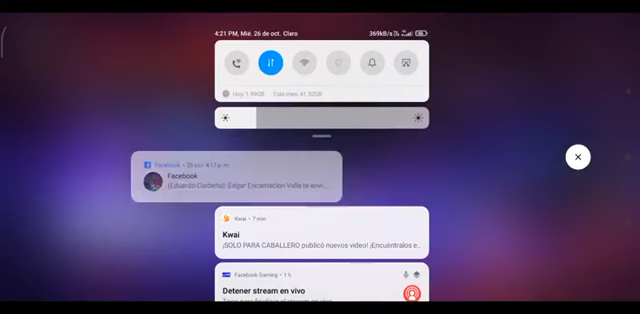 4:21 PM, Mié. 26 de oct. Claro
369kB/s
Hoy: 1.99GB Este mes: 41.92GB
Facebook • 26 oct. 4:17 p. m.
Facebook
(Eduardo Cardeño): Edgar Encarnacion Valle te envi...
Kwai • 7 min
Kwai
¡SOLO PARA CABALLERO publicó nuevos video! ¡Encuéntralos e...
Facebook Gaming • 1 h
Detener stream en vivo